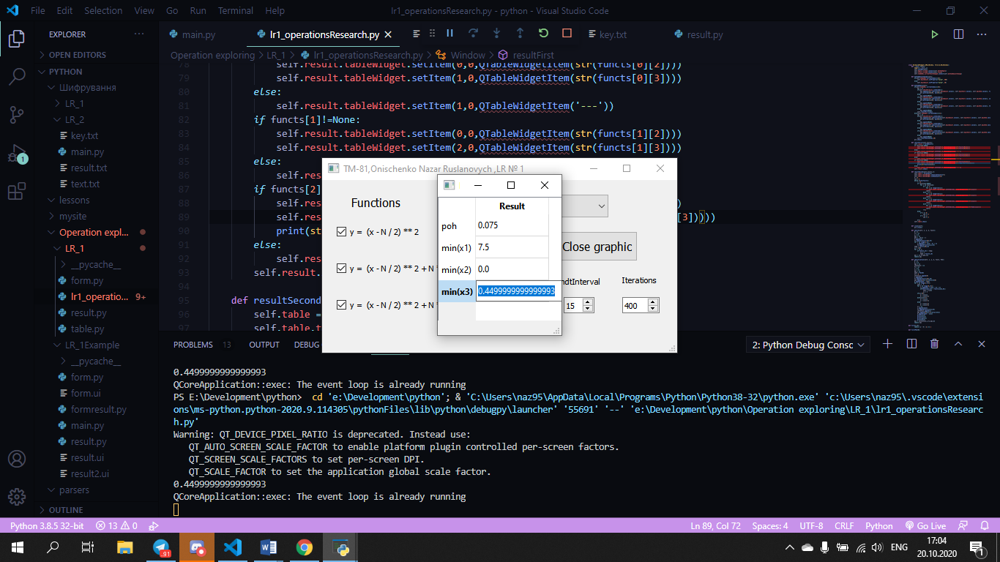 File Edit Selection View Go Run Terminal Help
lr1_operationsResearch.py - python - Visual Studio Code
EXPLORER
main.py
lr1_operationsResearch.py
key.txt
result.py
Operation exploring > LR_1 > lr1_operationsResearch.py > Window > resultFirst
OPEN EDITORS
PYTHON
Шифрування
LR_1
LR_2
key.txt
main.py
result.txt
text.txt
lessons
mysite
Operation expl...
LR_1
__pycache__
form.py
lr1_operatio... 9+
result.py
table.py
LR_1Example
__pycache__
form.py
form.ui
formresult.py
main.py
result.py
result.ui
result2.ui
parsers
OUTLINE
1
78 self.result.tableWidget.setItem(0,0,QTableWidgetItem(str(functs[0][2])))
79 self.result.tableWidget.setItem(1,0,QTableWidgetItem(str(functs[0][3])))
80 else:
81 self.result.tableWidget.setItem(1,0,QTableWidgetItem('---'))
82 if functs[1]!=None:
83 self.result.tableWidget.setItem(0,0,QTableWidgetItem(str(functs[1][2])))
84 self.result.tableWidget.setItem(2,0,QTableWidgetItem(str(functs[1][3])))
85 else:
86 self.res
87 if functs[2]
88 self.res )
89 self.res [3]))))
90 print(st
91 else:
92 self.res
93 self.result.
94
95 def resultSecond
96 self.table =
97 self.table.t
TM-81,Onischenko Nazar Ruslanovych ,LR № 1
Functions
y = (x - N / 2) ** 2
y = (x - N / 2) ** 2 + N *
y = (x - N / 2) ** 2 + N *
Close graphic
ndtInterval
Iterations
15
400
Result
poh 0.075
min(x1) 7.5
min(x2) 0.0
min(x3) 0.4499999999999993
PROBLEMS 13 OUTPUT DEBUG
2: Python Debug Consc
0.4499999999999993
QCoreApplication::exec: The event loop is already running
PS E:\Development\python> cd 'e:\Development\python'; & 'C:\Users\naz95\AppData\Local\Programs\Python\Python38-32\python.exe' 'c:\Users\naz95\.vscode\extensi
ons\ms-python.python-2020.9.114305\pythonFiles\lib\python\debugpy\launcher' '55691' '--' 'e:\Development\python\Operation exploring\LR_1\lr1_operationsResearc
h.py'
Warning: QT_DEVICE_PIXEL_RATIO is deprecated. Instead use:
QT_AUTO_SCREEN_SCALE_FACTOR to enable platform plugin controlled per-screen factors.
QT_SCREEN_SCALE_FACTORS to set per-screen DPI.
QT_SCALE_FACTOR to set the application global scale factor.
0.4499999999999993
QCoreApplication::exec: The event loop is already running
Python 3.8.5 32-bit 13 0
Ln 89, Col 72 Spaces: 4 UTF-8 CRLF Python Go Live
91
ENG
17:04
20.10.2020
1